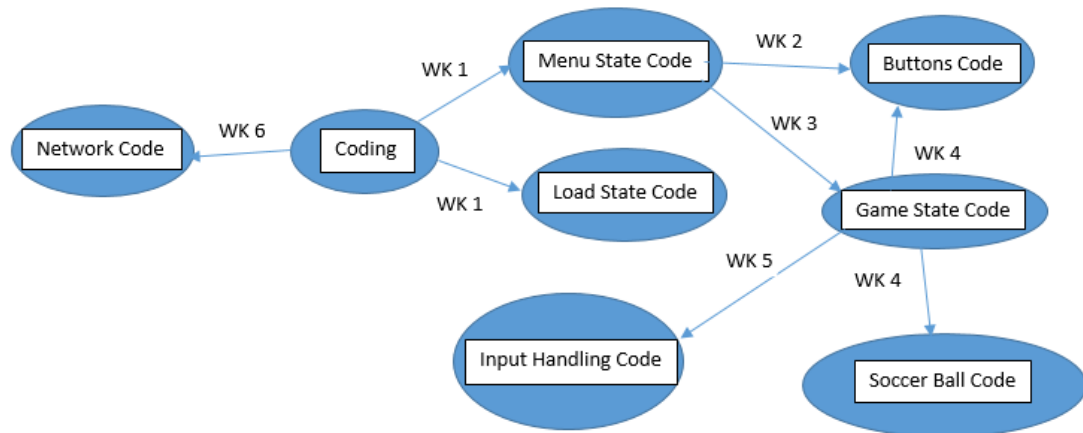 Menu State Code
WK 2
Buttons Code
WK 1
WK 3
WK 6
Network Code
Coding
WK 4
WK 1
Load State Code
Game State Code
WK 5
WK 4
Input Handling Code
Soccer Ball Code